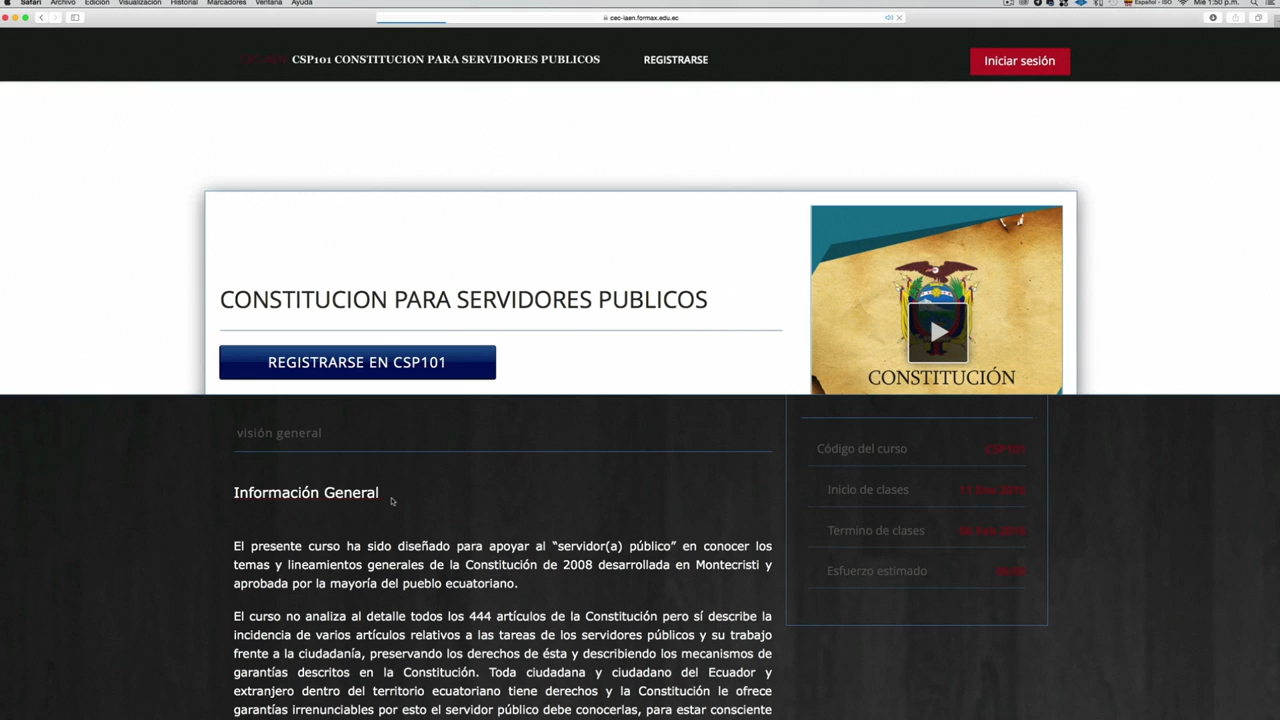 Safari Archivo Edición Visualización Historial Marcadores Ventana Ayuda
Español - ISO Mié 1:50 p.m.
cec-iaen.formax.edu.ec
CSP101 CONSTITUCION PARA SERVIDORES PUBLICOS
REGISTRARSE
Iniciar sesión
CONSTITUCION PARA SERVIDORES PUBLICOS
REGISTRARSE EN CSP101
CONSTITUCIÓN
visión general
Información General
El presente curso ha sido diseñado para apoyar al “servidor(a) público” en conocer los
temas y lineamientos generales de la Constitución de 2008 desarrollada en Montecristi y
aprobada por la mayoría del pueblo ecuatoriano.
El curso no analiza al detalle todos los 444 artículos de la Constitución pero sí describe la
incidencia de varios artículos relativos a las tareas de los servidores públicos y su trabajo
frente a la ciudadanía, preservando los derechos de ésta y describiendo los mecanismos de
garantías descritos en la Constitución. Toda ciudadana y ciudadano del Ecuador y
extranjero dentro del territorio ecuatoriano tiene derechos y la Constitución le ofrece
garantías irrenunciables por esto el servidor público debe conocerlas, para estar consciente
Código del curso CSP101
Inicio de clases
Termino de clases
Esfuerzo estimado